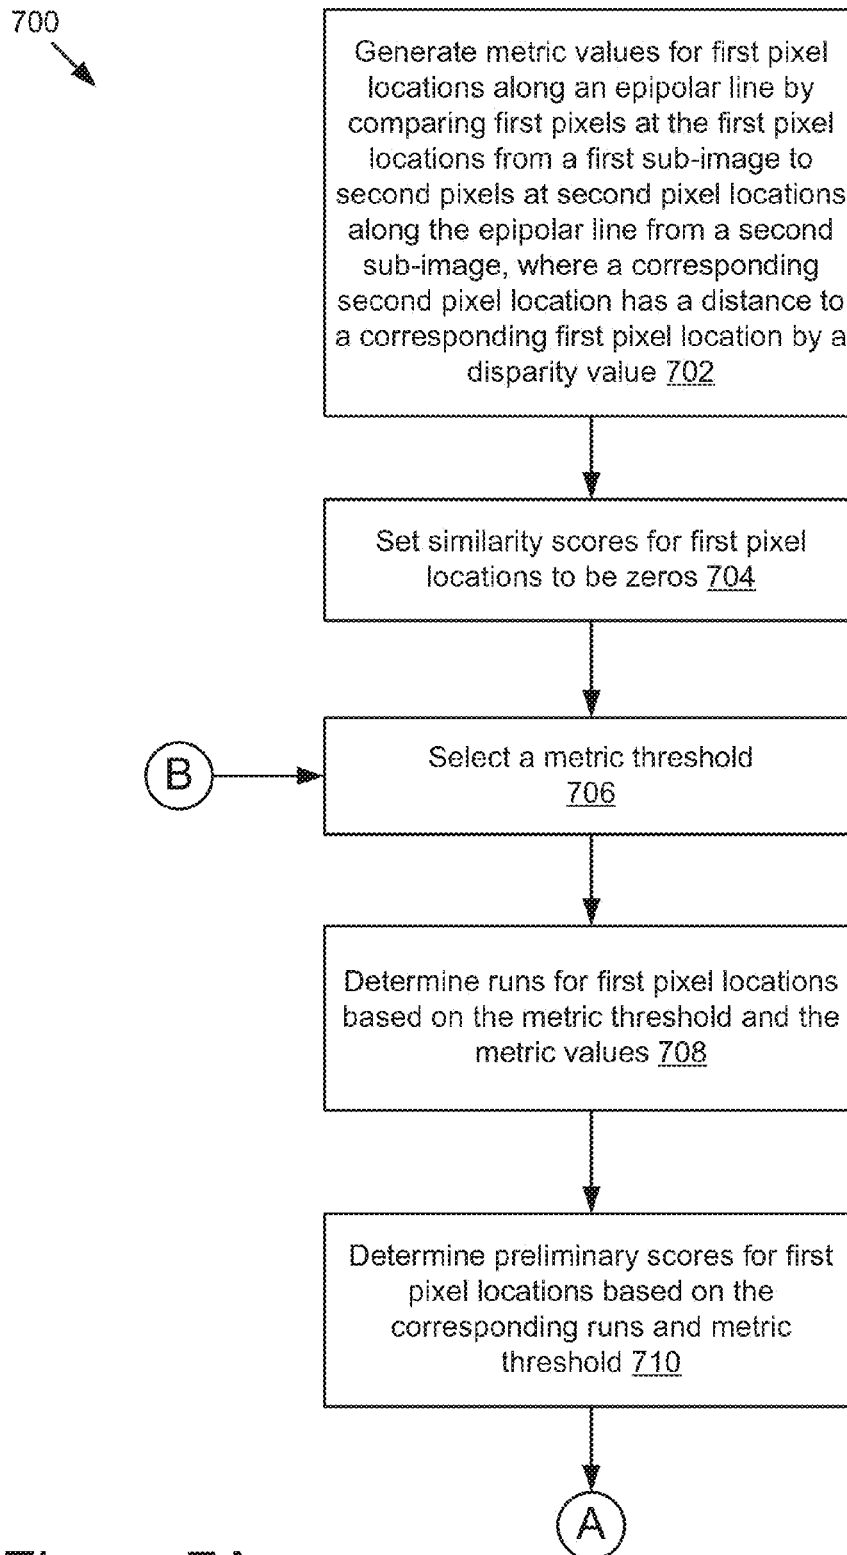 700
Generate metric values for first pixel
locations along an epipolar line by
comparing first pixels at the first pixel
locations from a first sub-image to
second pixels at second pixel locations
along the epipolar line from a second
sub-image, where a corresponding
second pixel location has a distance to
a corresponding first pixel location by a
disparity value 702
Set similarity scores for first pixel
locations to be zeros 704
B
Select a metric threshold
706
Determine runs for first pixel locations
based on the metric threshold and the
metric values 708
Determine preliminary scores for first
pixel locations based on the
corresponding runs and metric
threshold 710
A